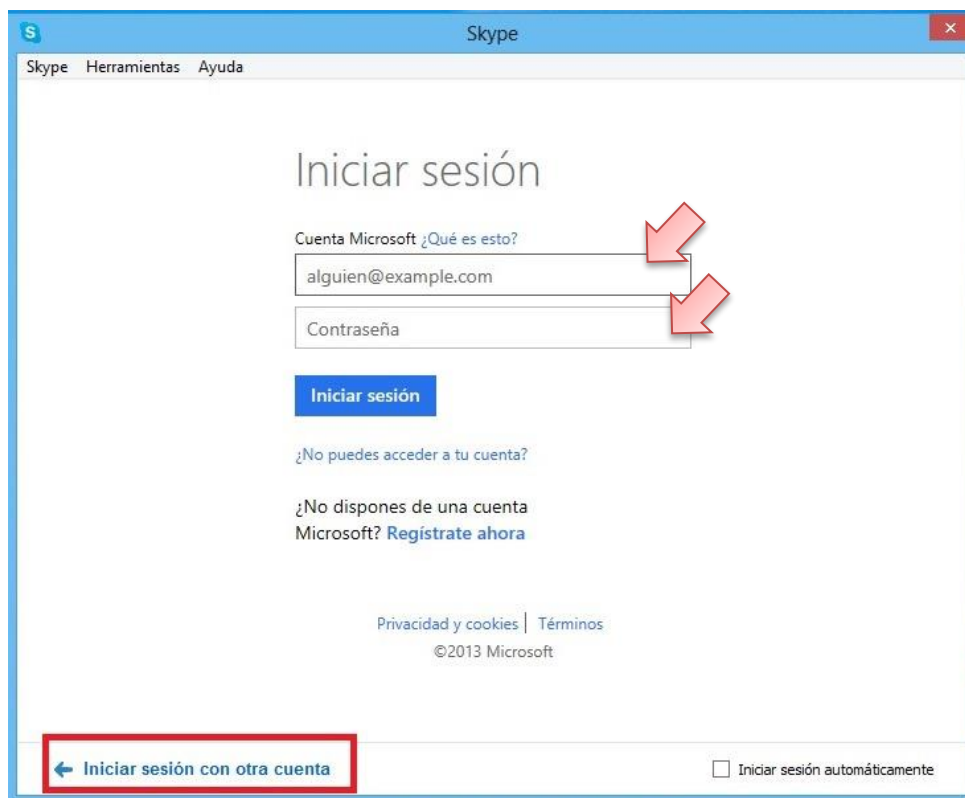 Skype
Skype Herramientas Ayuda
Iniciar sesión
Cuenta Microsoft ¿Qué es esto?
alguien@example.com
Contraseña
Iniciar sesión
¿No puedes acceder a tu cuenta?
¿No dispones de una cuenta
Microsoft? Regístrate ahora
Privacidad y cookies | Términos
©2013 Microsoft
Iniciar sesión con otra cuenta
Iniciar sesión automáticamente